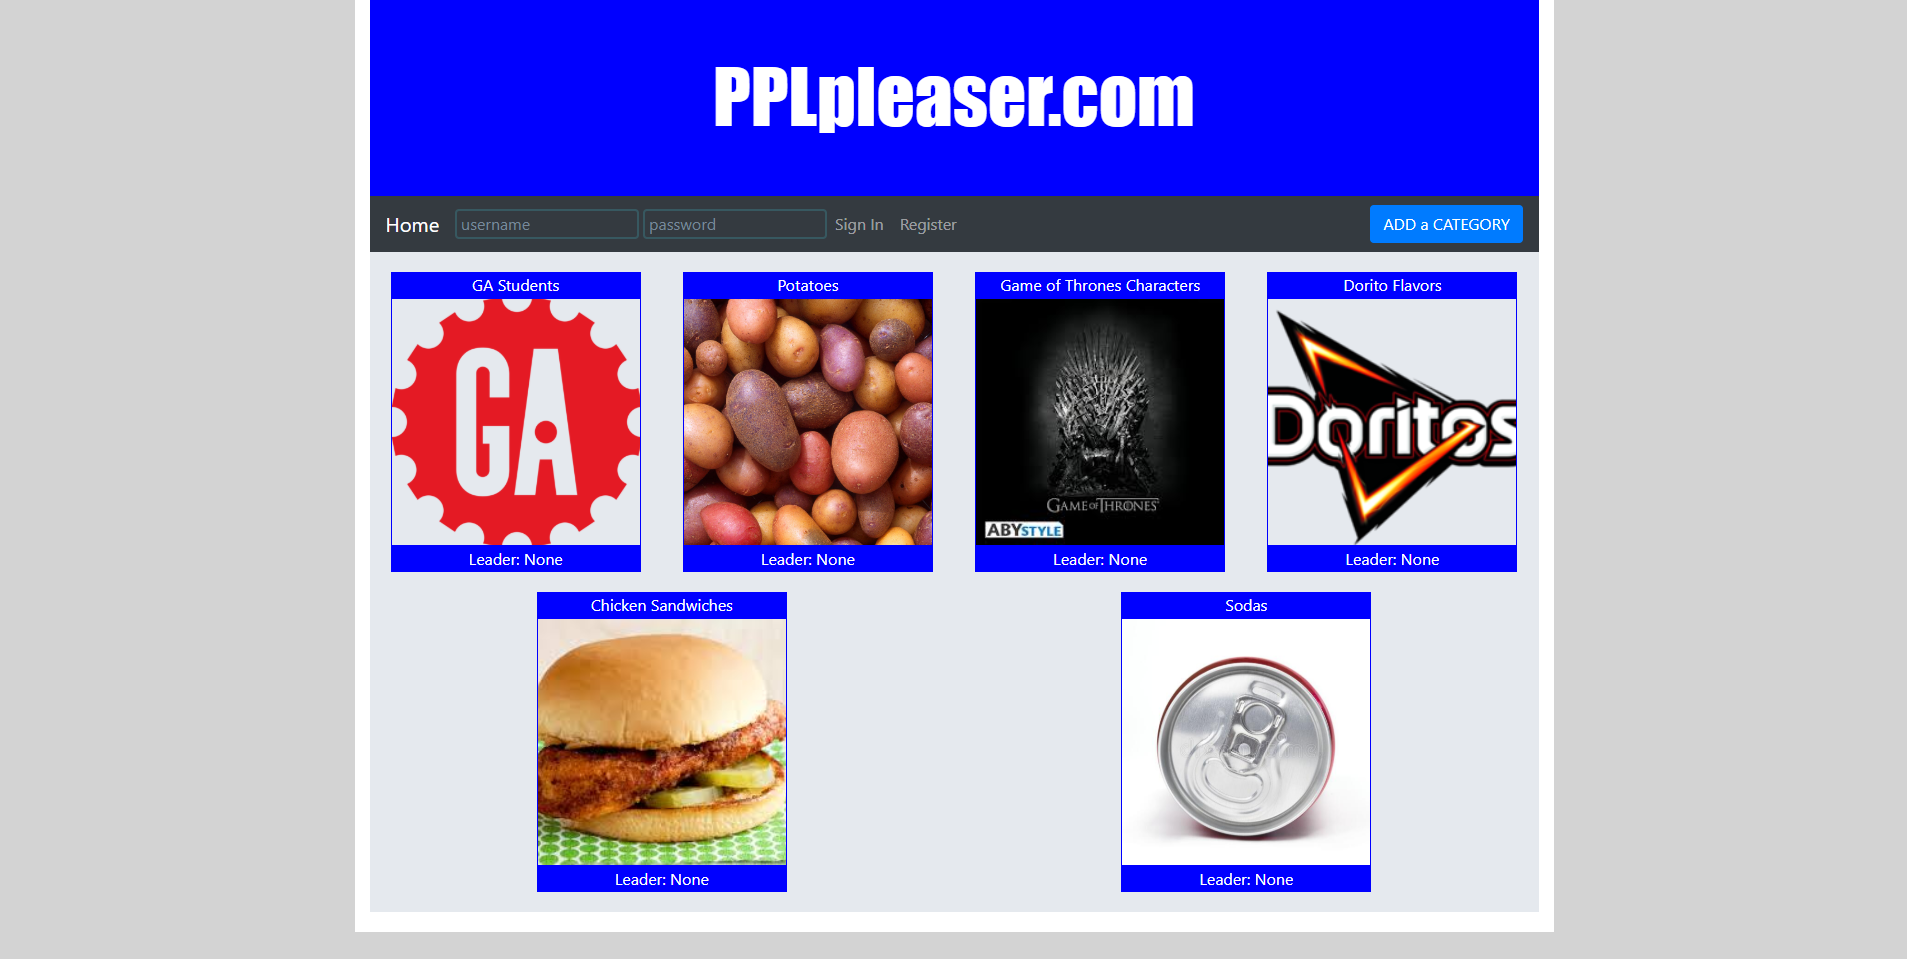 PPLpleaser.com
Home username password Sign In Register ADD a CATEGORY
GA Students
GA
Leader: None
Potatoes
Leader: None
Game of Thrones Characters
GAME OF THRONES
ABYSTYLE
Leader: None
Dorito Flavors
Doritos
Leader: None
Chicken Sandwiches
Leader: None
Sodas
Leader: None